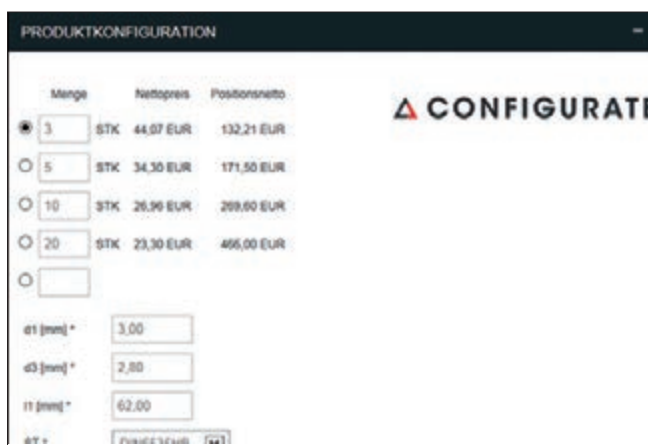 PRODUKTKONFIGURATION
Menge Nettopreis Positionsnetto
3 STK 44,07 EUR 132,21 EUR
5 STK 34,30 EUR 171,50 EUR
10 STK 26,96 EUR 269,60 EUR
20 STK 23,30 EUR 466,00 EUR
CONFIGURATE
d1 [mm] * 3,00
d3 [mm] * 2,80
l1 [mm] * 62,00